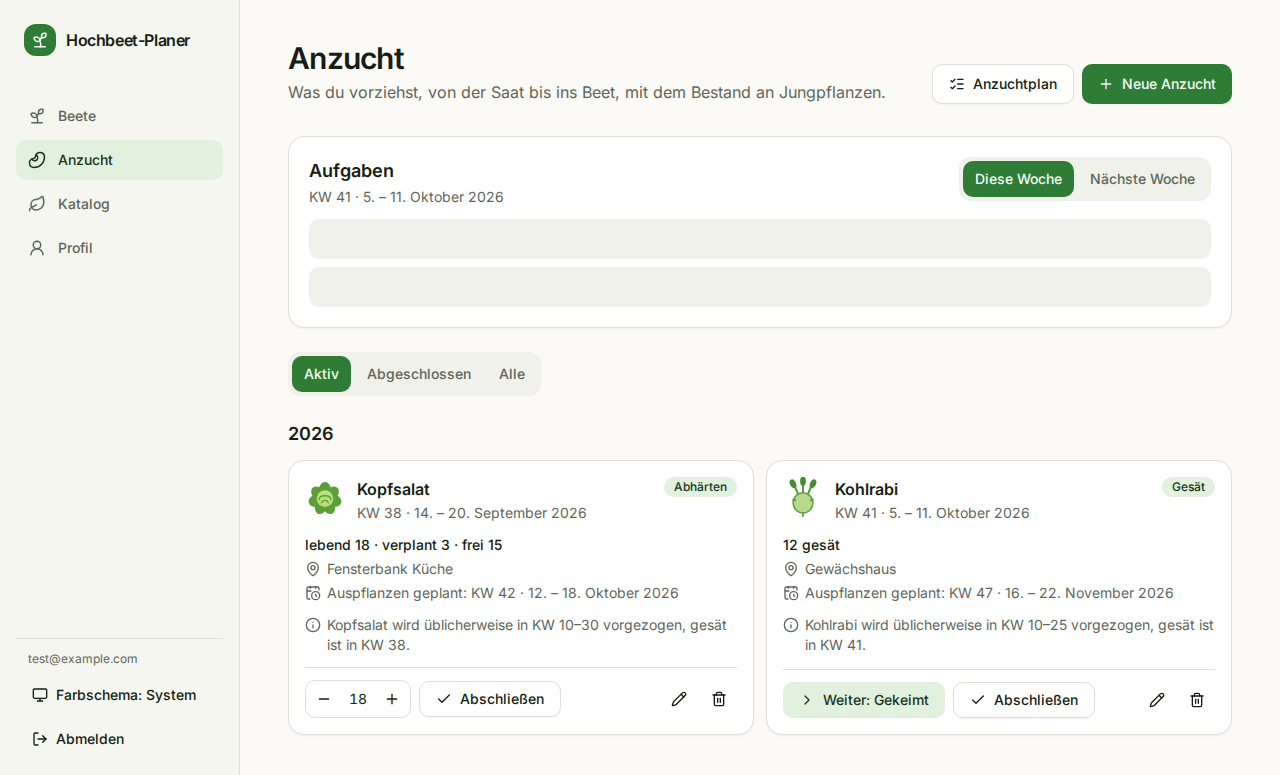 Hochbeet-Planer
Beete
Anzucht
Katalog
Profil
test@example.com
Farbschema: System
Abmelden
Anzucht
Was du vorziehst, von der Saat bis ins Beet, mit dem Bestand an Jungpflanzen.
Anzuchtplan
Neue Anzucht
Aufgaben
KW 41 · 5. – 11. Oktober 2026
Diese Woche
Nächste Woche
Aktiv
Abgeschlossen
Alle
2026
Kopfsalat
Abhärten
KW 38 · 14. – 20. September 2026
lebend 18 · verplant 3 · frei 15
Fensterbank Küche
Auspflanzen geplant: KW 42 · 12. – 18. Oktober 2026
Kopfsalat wird üblicherweise in KW 10–30 vorgezogen, gesät
ist in KW 38.
18
Abschließen
Kohlrabi
Gesät
KW 41 · 5. – 11. Oktober 2026
12 gesät
Gewächshaus
Auspflanzen geplant: KW 47 · 16. – 22. November 2026
Kohlrabi wird üblicherweise in KW 10–25 vorgezogen, gesät ist
in KW 41.
Weiter: Gekeimt
Abschließen